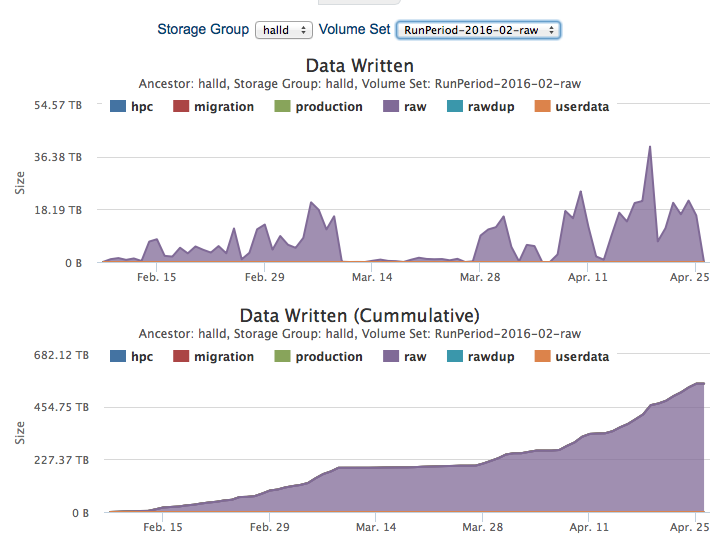 Storage Group halld Volume Set RunPeriod-2016-02-raw
Data Written
Ancestor: halld, Storage Group: halld, Volume Set: RunPeriod-2016-02-raw
54.57 TB
hpc migration production raw rawdup userdata
36.38 TB
Size
18.19 TB
0 B
Feb. 15 Feb. 29 Mar. 14 Mar. 28 Apr. 11 Apr. 25
Data Written (Cummulative)
Ancestor: halld, Storage Group: halld, Volume Set: RunPeriod-2016-02-raw
682.12 TB
hpc migration production raw rawdup userdata
454.75 TB
Size
227.37 TB
0 B
Feb. 15 Feb. 29 Mar. 14 Mar. 28 Apr. 11 Apr. 25